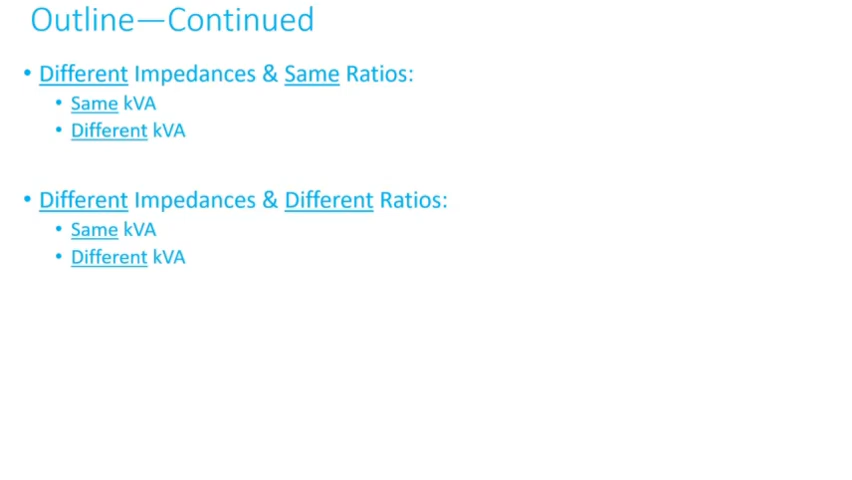 Outline—Continued
• Different Impedances & Same Ratios:
• Same kVA
• Different kVA
• Different Impedances & Different Ratios:
• Same kVA
• Different kVA